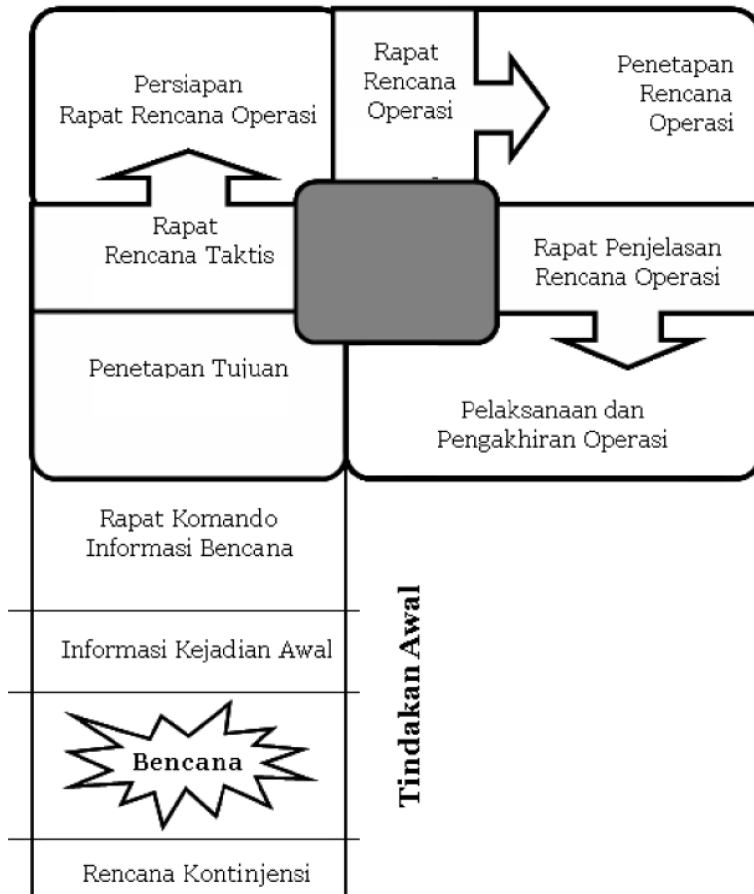 Persiapan
Rapat Rencana Operasi
Rapat
Rencana
Operasi
Penetapan
Rencana
Operasi
Rapat
Rencana Taktis
Rapat Penjelasan
Rencana Operasi
Penetapan Tujuan
Pelaksanaan dan
Pengakhiran Operasi
Rapat Komando
Informasi Bencana
Informasi Kejadian Awal
Bencana
Rencana Kontinjensi
Tindakan Awal